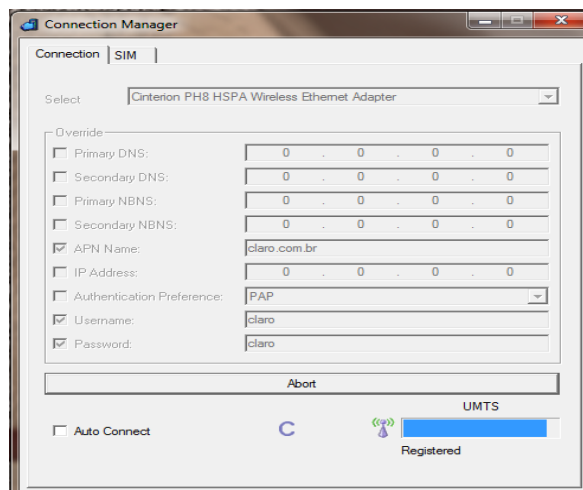 Connection Manager
Connection SIM
Select Cinterion PH8 HSPA Wireless Ethernet Adapter
Override
Primary DNS: 0 . 0 . 0 . 0
Secondary DNS: 0 . 0 . 0 . 0
Primary NBNS: 0 . 0 . 0 . 0
Secondary NBNS: 0 . 0 . 0 . 0
APN Name: claro.com.br
IP Address: 0 . 0 . 0 . 0
Authentication Preference: PAP
Username: claro
Password: claro
Abort
UMTS
Auto Connect C
Registered